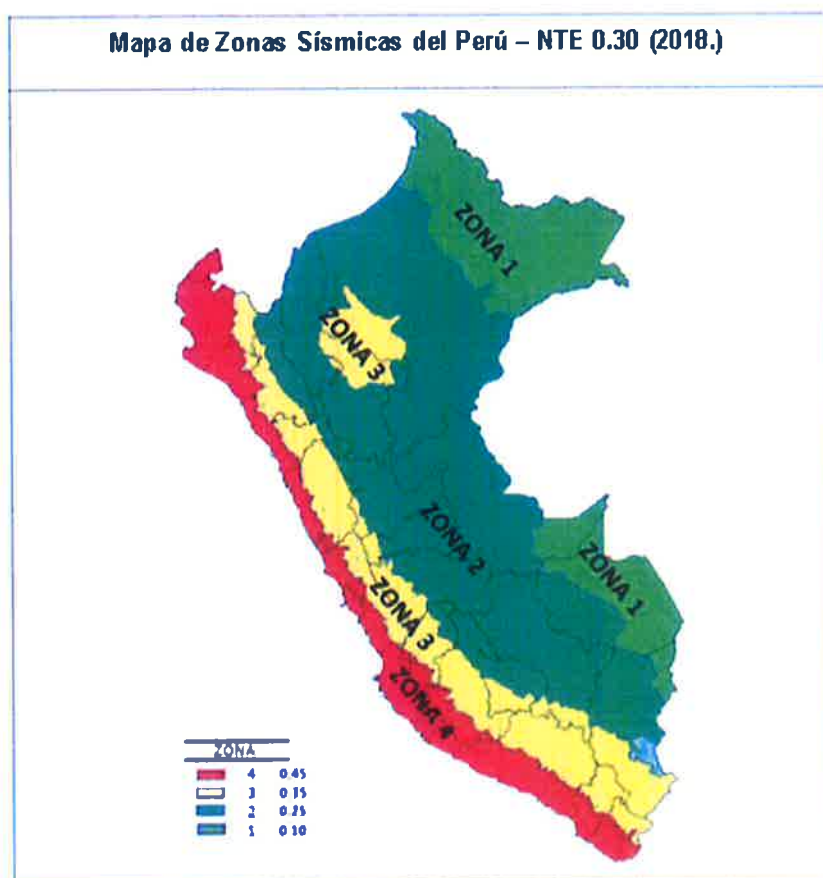 Mapa de Zonas Sísmicas del Perú – NTE 0.30 (2018.)
ZONA 1
ZONA 3
ZONA 2
ZONA 1
ZONA 3
ZONA 4
ZONA
4 0.45
3 0.35
2 0.25
1 0.10